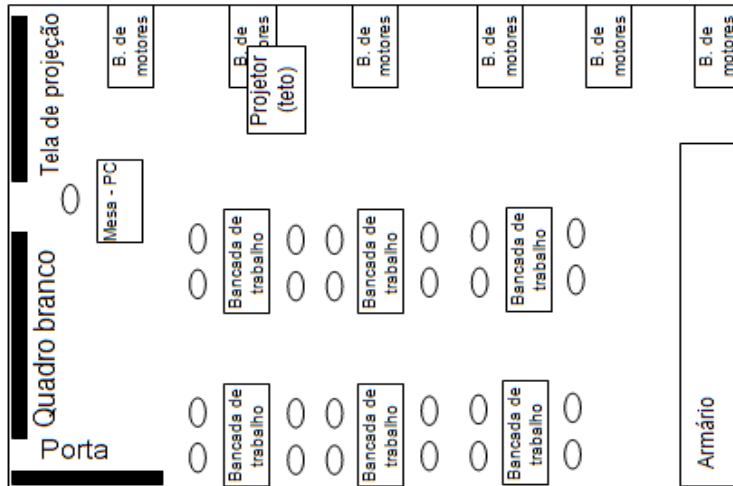 Tela de projeção
Quadro branco
Porta
Mesa - PC
B. de
motores
B. de
ores
Projetor
(teto)
B. de
motores
B. de
motores
B. de
motores
B. de
motores
Bancada de
trabalho
Bancada de
trabalho
Bancada de
trabalho
Bancada de
trabalho
Bancada de
trabalho
Bancada de
trabalho
Armário